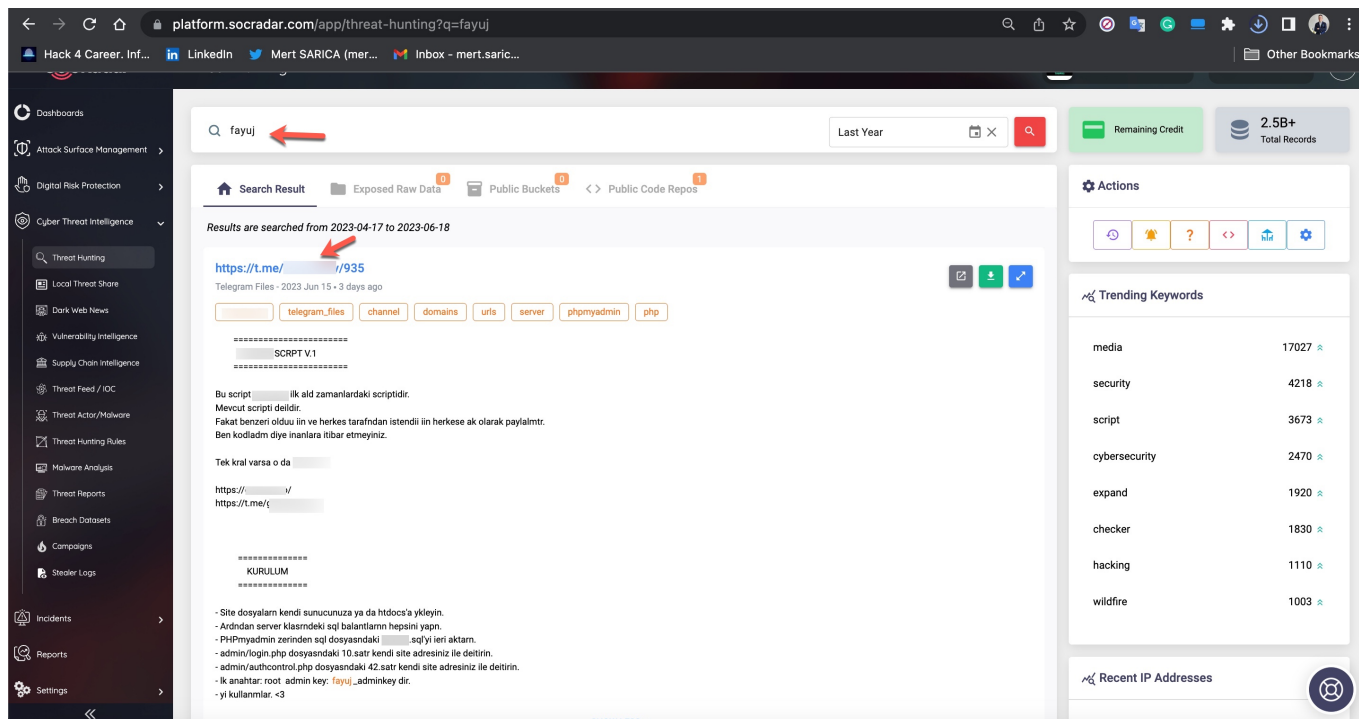 platform.socradar.com/app/threat-hunting?q=fayuj
Hack 4 Career. Inf...
LinkedIn
Mert SARICA (mer...
Inbox - mert.saric...
Other Bookmarks
Dashboards
Attack Surface Management
Digital Risk Protection
Cyber Threat Intelligence
Threat Hunting
Local Threat Share
Dark Web News
Vulnerability Intelligence
Supply Chain Intelligence
Threat Feed / IOC
Threat Actor/Malware
Threat Hunting Rules
Malware Analysis
Threat Reports
Breach Datasets
Campaigns
Stealer Logs
Incidents
Reports
Settings
fayuj
Last Year
Search Result
Exposed Raw Data 0
Public Buckets 0
Public Code Repos 1
Results are searched from 2023-04-17 to 2023-06-18
https://t.me/ /935
Telegram Files - 2023 Jun 15 • 3 days ago
telegram_files channel domains urls server phpmyadmin php
=======================
SCRPT V.1
=======================
Bu script ilk ald zamanlardaki scriptidir.
Mevcut scripti deildir.
Fakat benzeri olduu iin ve herkes tarafndan istendii iin herkese ak olarak paylalmtr.
Ben kodladm diye inanlara itibar etmeyiniz.
Tek kral varsa o da
https:// /
https://t.me/
==============
KURULUM
==============
- Site dosyalarn kendi sunucunuza ya da htdocs'a ykleyin.
- Ardndan server klasrndeki sql balantlarnn hepsini yapn.
- PHPmyadmin zerinden sql dosyasndaki .sql'yi ieri aktarn.
- admin/login.php dosyasndaki 10.satr kendi site adresiniz ile deitirin.
- admin/authcontrol.php dosyasndaki 42.satr kendi site adresiniz ile deitirin.
- lk anahtar: root admin key: fayuj_adminkey dir.
- yi kullanmlar. <3
Remaining Credit
2.5B+
Total Records
Actions
Trending Keywords
media 17027
security 4218
script 3673
cybersecurity 2470
expand 1920
checker 1830
hacking 1110
wildfire 1003
Recent IP Addresses